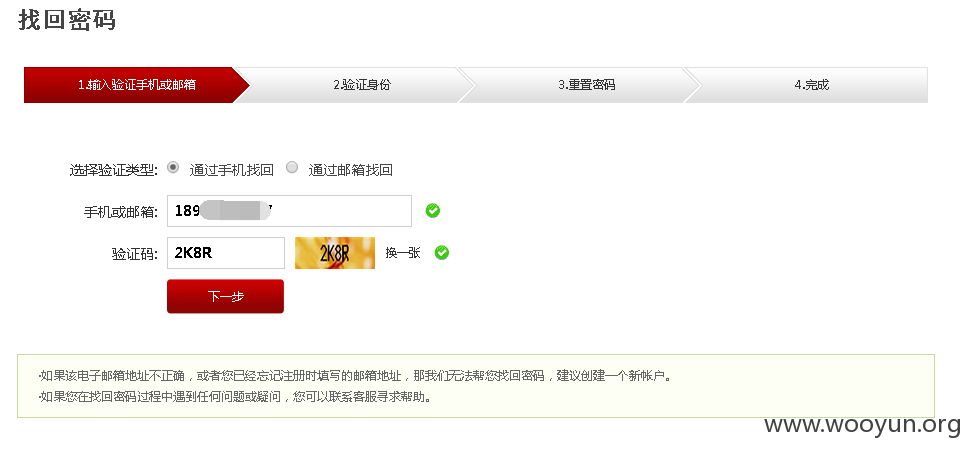 找回密码
1.输入验证手机或邮箱 2.验证身份 3.重置密码 4.完成
选择验证类型: 通过手机找回 通过邮箱找回
手机或邮箱: 189 7
验证码: 2K8R 2K8R 换一张
下一步
·如果该电子邮箱地址不正确，或者您已经忘记注册时填写的邮箱地址，那我们无法帮您找回密码，建议创建一个新帐户。
·如果您在找回密码过程中遇到任何问题或疑问，您可以联系客服寻求帮助。
www.wooyun.org